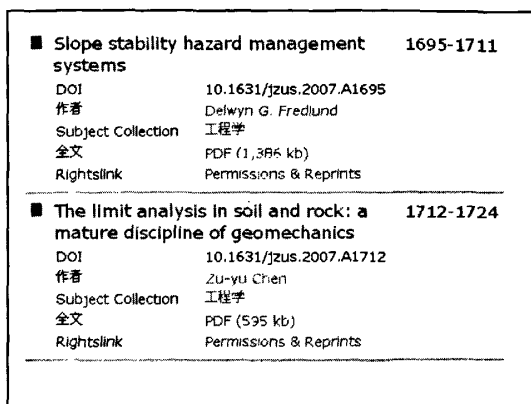 Slope stability hazard management 1695-1711
systems
DOI 10.1631/jzus.2007.A1695
作者 Delwyn G. Fredlund
Subject Collection 工程学
全文 PDF (1,386 kb)
Rightslink Permissions & Reprints
The limit analysis in soil and rock: a 1712-1724
mature discipline of geomechanics
DOI 10.1631/jzus.2007.A1712
作者 Zu-yu Chen
Subject Collection 工程学
全文 PDF (595 kb)
Rightslink Permissions & Reprints